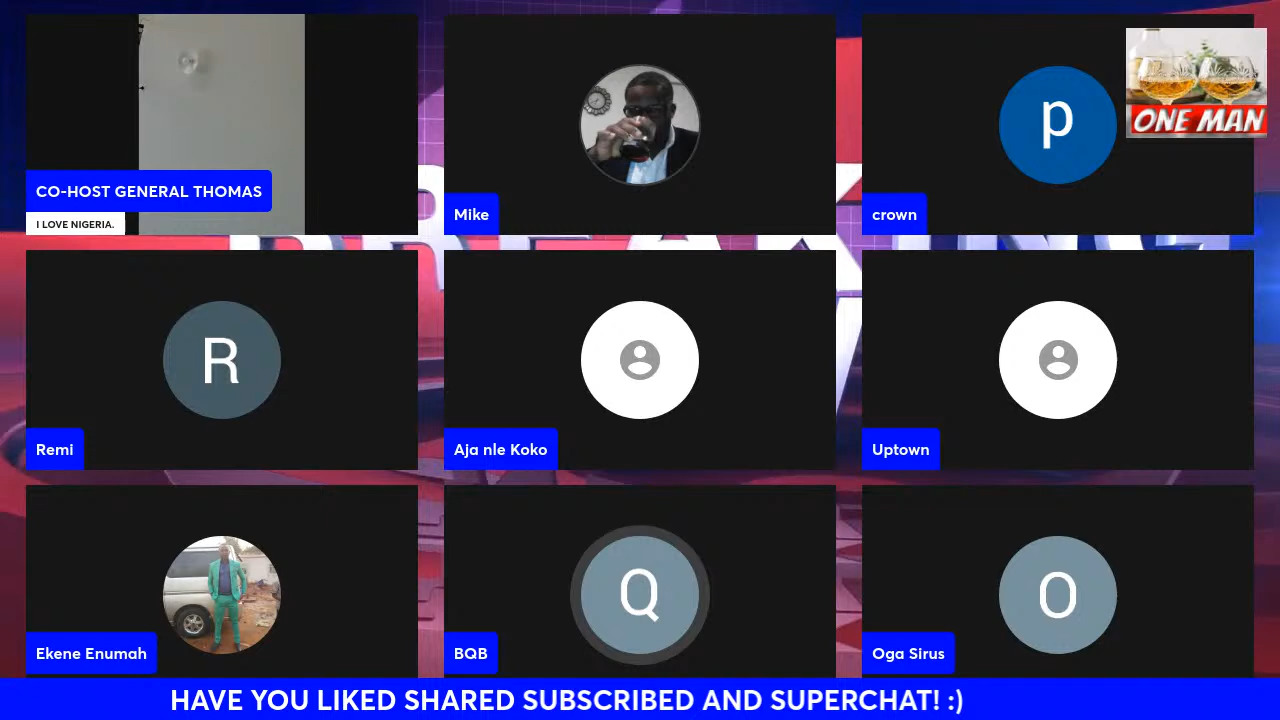 CO-HOST GENERAL THOMAS
I LOVE NIGERIA.
Mike
p
crown
ONE MAN
R
Remi
Aja nle Koko
Uptown
Ekene Enumah
Q
BQB
O
Oga Sirus
HAVE YOU LIKED SHARED SUBSCRIBED AND SUPERCHAT! :)